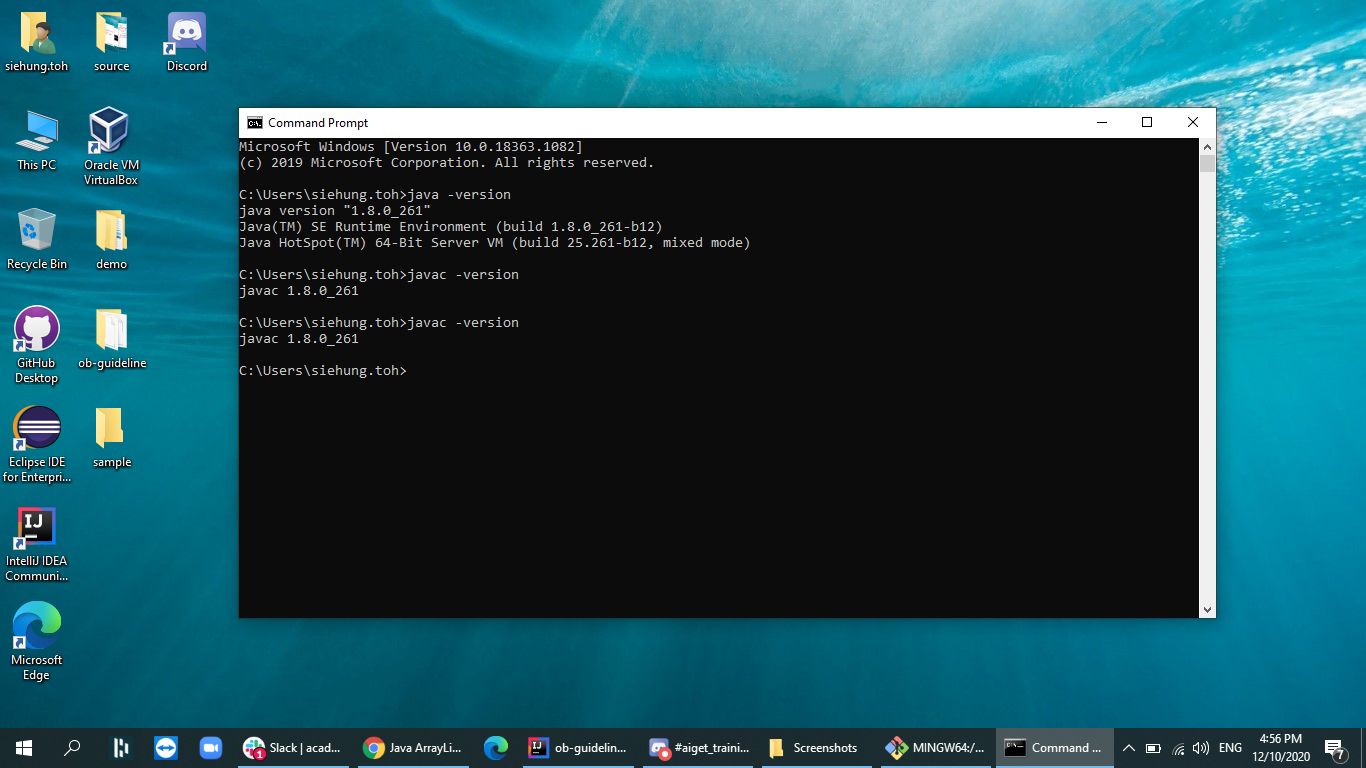 siehung.toh
source
Discord
This PC
Oracle VM
VirtualBox
Recycle Bin
demo
GitHub
Desktop
ob-guideline
Eclipse IDE
for Enterpri...
sample
IJ
IntelliJ IDEA
Communi...
Microsoft
Edge
Command Prompt
Microsoft Windows [Version 10.0.18363.1082]
(c) 2019 Microsoft Corporation. All rights reserved.
C:\Users\siehung.toh>java -version
java version "1.8.0_261"
Java(TM) SE Runtime Environment (build 1.8.0_261-b12)
Java HotSpot(TM) 64-Bit Server VM (build 25.261-b12, mixed mode)
C:\Users\siehung.toh>javac -version
javac 1.8.0_261
C:\Users\siehung.toh>javac -version
javac 1.8.0_261
C:\Users\siehung.toh>
1
Slack | acad...
Java ArrayLi...
ob-guidelin...
#aiget_traini...
Screenshots
MINGW64:/...
Command ...
ENG
4:56 PM
12/10/2020
7